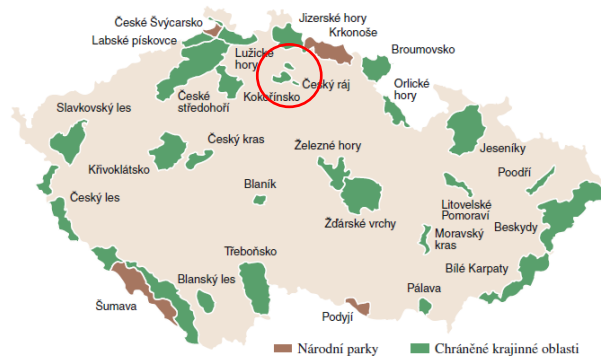 České Švýcarsko
Labské pískovce
Jizerské hory
Krkonoše
Broumovsko
Lužické
hory
Český ráj
Orlické
hory
České
středohoří
Kokořínsko
Slavkovský les
Český kras
Železné hory
Jeseníky
Křivoklátsko
Poodří
Český les
Blaník
Litovelské
Pomoraví
Žďárské vrchy
Moravský
kras
Beskydy
Třeboňsko
Bílé Karpaty
Blanský les
Pálava
Šumava
Podyjí
Národní parky
Chráněné krajinné oblasti